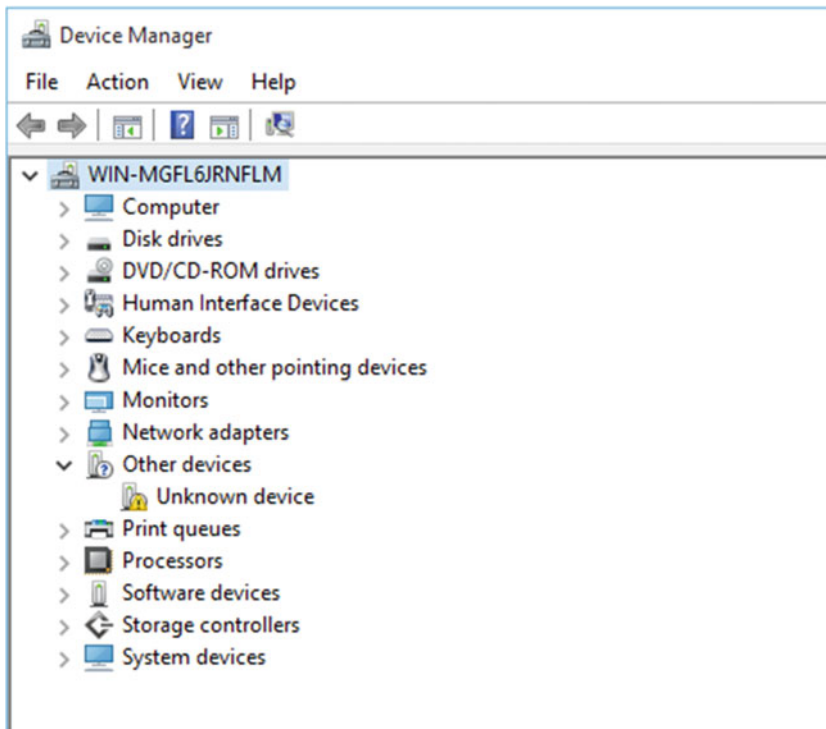 Device Manager
File Action View Help
WIN-MGFL6JRNFLM
Computer
Disk drives
DVD/CD-ROM drives
Human Interface Devices
Keyboards
Mice and other pointing devices
Monitors
Network adapters
Other devices
Unknown device
Print queues
Processors
Software devices
Storage controllers
System devices